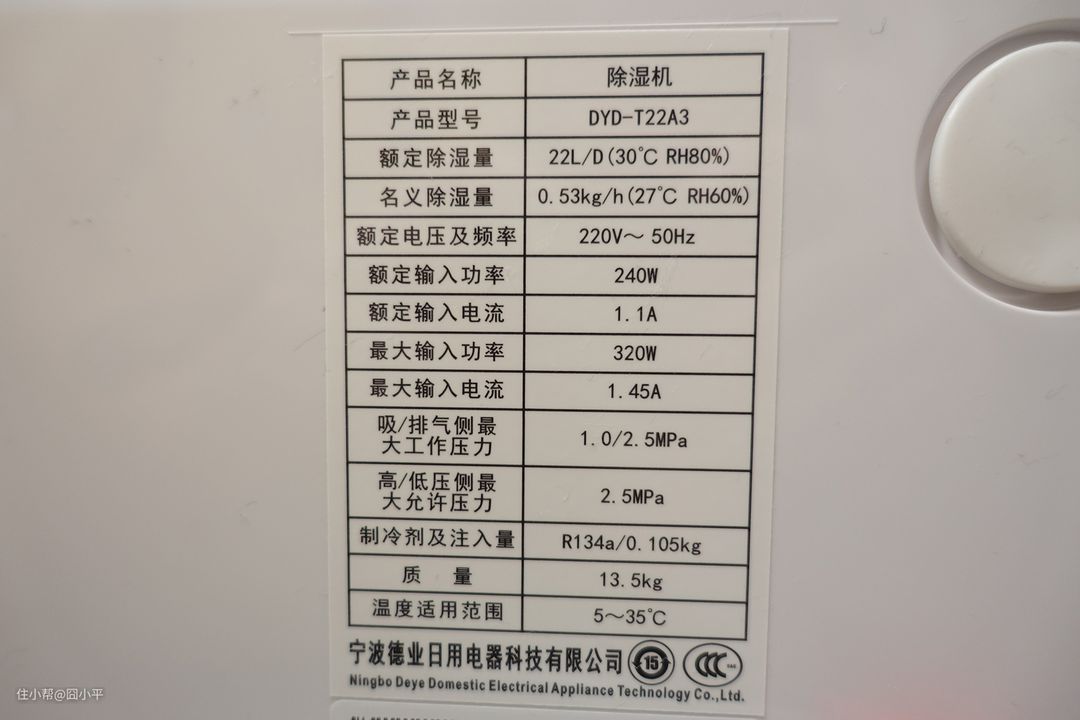 产品名称 除湿机
产品型号 DYD-T22A3
额定除湿量 22L/D(30℃ RH80%)
名义除湿量 0.53kg/h(27℃ RH60%)
额定电压及频率 220V～ 50Hz
额定输入功率 240W
额定输入电流 1.1A
最大输入功率 320W
最大输入电流 1.45A
吸/排气侧最
大工作压力 1.0/2.5MPa
高/低压侧最
大允许压力 2.5MPa
制冷剂及注入量 R134a/0.105kg
质 量 13.5kg
温度适用范围 5～35℃
宁波德业日用电器科技有限公司 15 CCC
Ningbo Deye Domestic Electrical Appliance Technology Co.,Ltd.
住小帮@囧小平